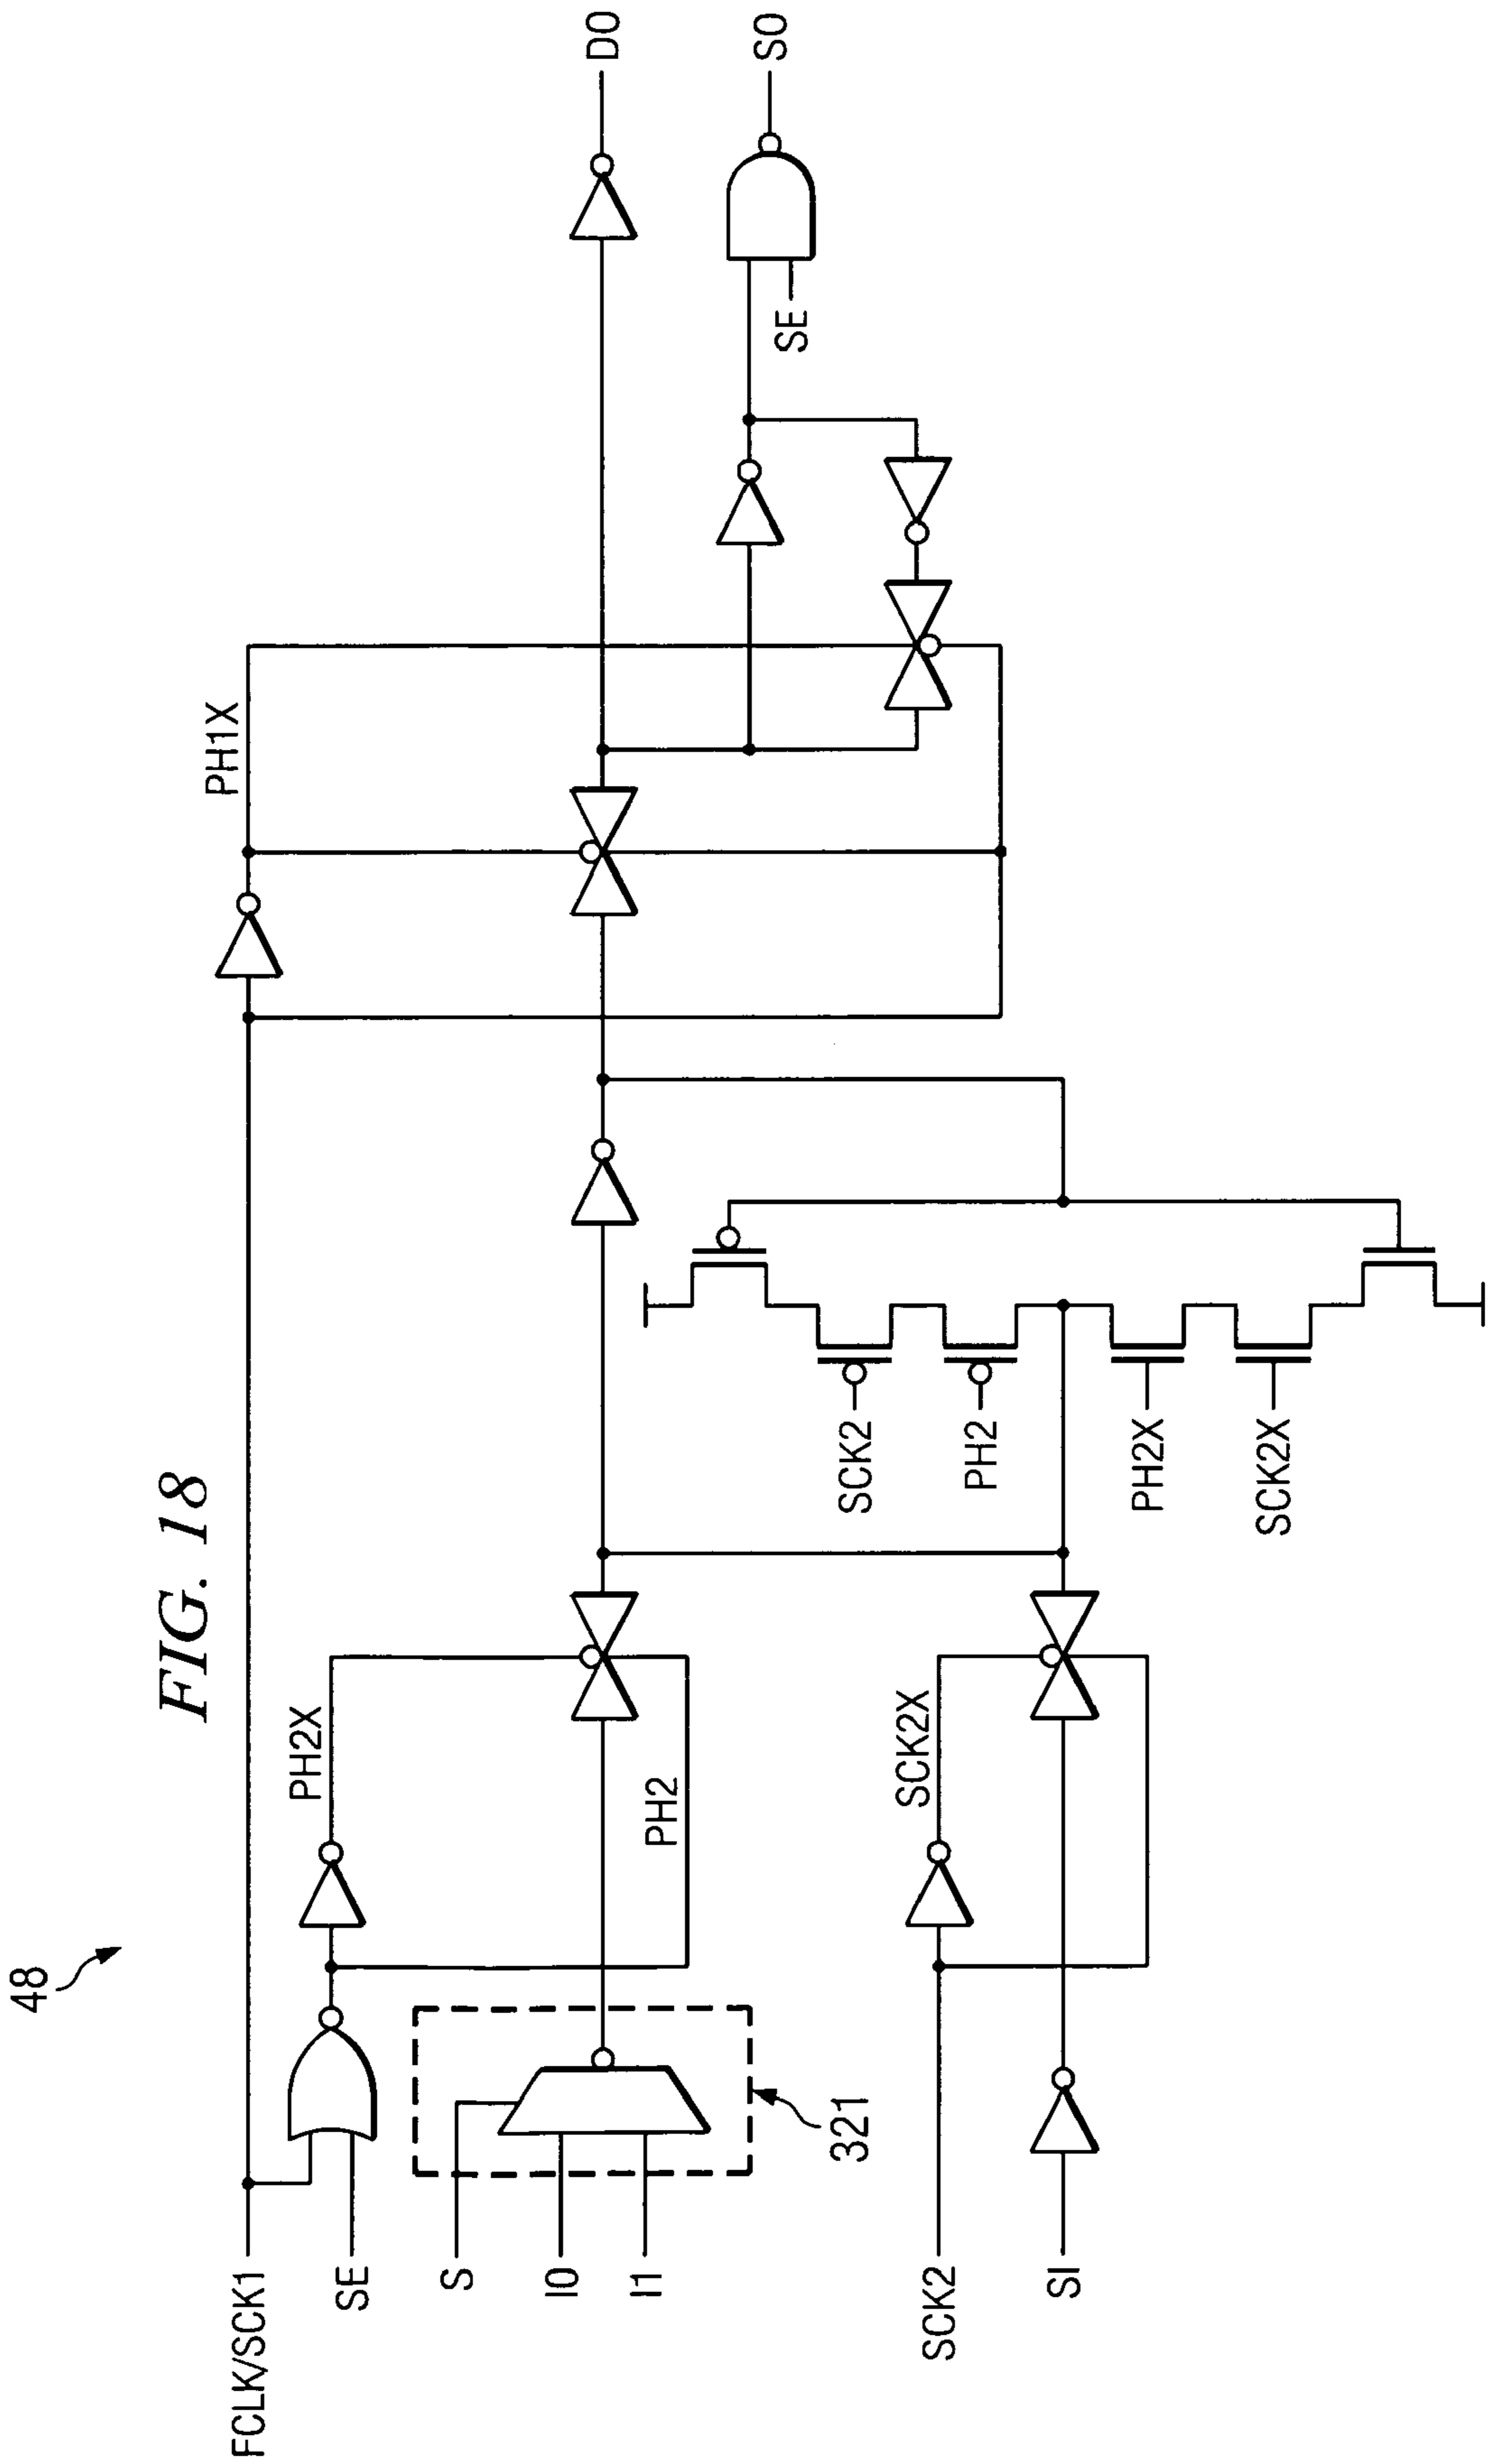 48
FIG. 18
FCLK/SCK1
SE
S
I0
I1
321
PH2X
PH2
PH1X
DO
SE
SO
SCK2
SI
SCK2X
SCK2
PH2
PH2X
SCK2X